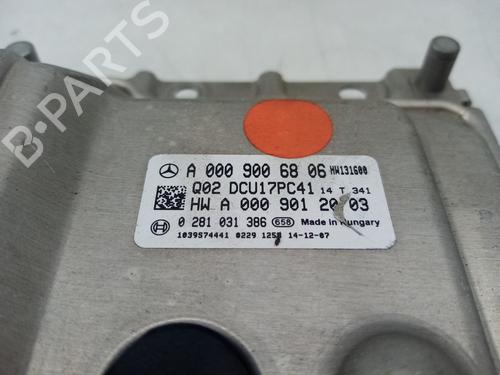 B-PARTS
A 000 900 68 06 HW131600
Q02 DCU17PC41 14 T 341
HW A 000 901 20 03
0 281 031 386 658 Made in Hungary
1039S74441 0229 1258 14-12-07